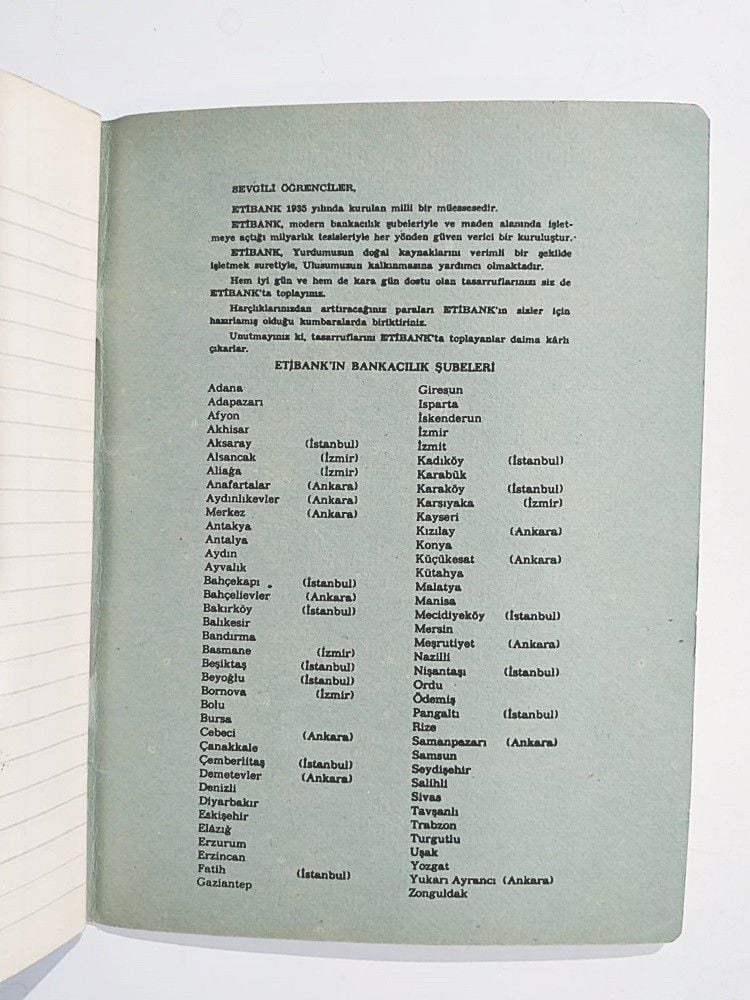 SEVGİLİ ÖĞRENCİLER,
ETİBANK 1935 yılında kurulan milli bir müessesedir.
ETİBANK, modern bankacılık şubeleriyle ve maden alanında işlet-
meye açtığı milyarlık tesisleriyle her yönden güven verici bir kuruluştur.
ETİBANK, Yurdumuzun doğal kaynaklarını verimli bir şekilde
işletmek suretiyle, Ulusumuzun kalkınmasına yardımcı olmaktadır.
Hem iyi gün ve hem de kara gün dostu olan tasarruflarınızı siz de
ETİBANK'ta toplayınız.
Harçlıklarınızdan arttıracağınız paraları ETİBANK'ın sizler için
hazırlamış olduğu kumbaralarda biriktiriniz.
Unutmayınız ki, tasarruflarını ETİBANK'ta toplayanlar daima kârlı
çıkarlar.
ETİBANK'IN BANKACILIK ŞUBELERİ
Adana
Adapazarı
Afyon
Akhisar
Aksaray (İstanbul)
Alsancak (İzmir)
Aliağa (İzmir)
Anafartalar (Ankara)
Aydınlıkevler (Ankara)
Merkez (Ankara)
Antakya
Antalya
Aydın
Ayvalık
Bahçekapı (İstanbul)
Bahçelievler (Ankara)
Bakırköy (İstanbul)
Balıkesir
Bandırma
Basmane (İzmir)
Beşiktaş (İstanbul)
Beyoğlu (İstanbul)
Bornova (İzmir)
Bolu
Bursa
Cebeci (Ankara)
Çanakkale
Çemberlitaş (İstanbul)
Demetevler (Ankara)
Denizli
Diyarbakır
Eskişehir
Elâzığ
Erzurum
Erzincan
Fatih (İstanbul)
Gaziantep
Giresun
Isparta
İskenderun
İzmir
İzmit
Kadıköy (İstanbul)
Karabük
Karaköy (İstanbul)
Karşıyaka (İzmir)
Kayseri
Kızılay (Ankara)
Konya
Küçükesat (Ankara)
Kütahya
Malatya
Manisa
Mecidiyeköy (İstanbul)
Mersin
Meşrutiyet (Ankara)
Nazilli
Nişantaşı (İstanbul)
Ordu
Ödemiş
Pangaltı (İstanbul)
Rize
Samanpazarı (Ankara)
Samsun
Seydişehir
Salihli
Sivas
Tavşanlı
Trabzon
Turgutlu
Uşak
Yozgat
Yukarı Ayrancı (Ankara)
Zonguldak